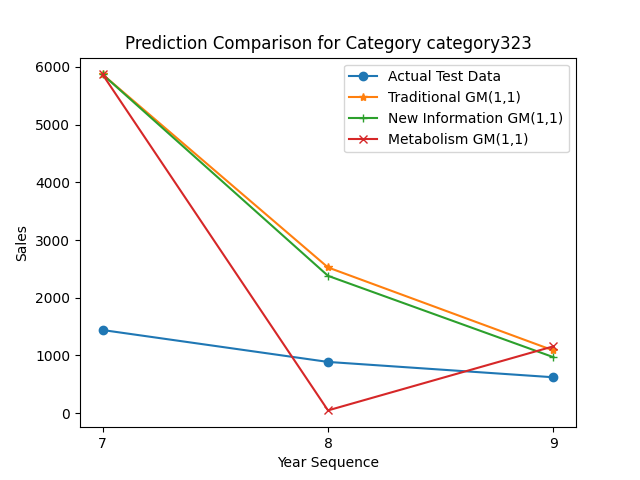 Prediction Comparison for Category category323
Actual Test Data
Traditional GM(1,1)
New Information GM(1,1)
Metabolism GM(1,1)
6000
5000
4000
3000
2000
1000
0
Sales
7
8
9
Year Sequence